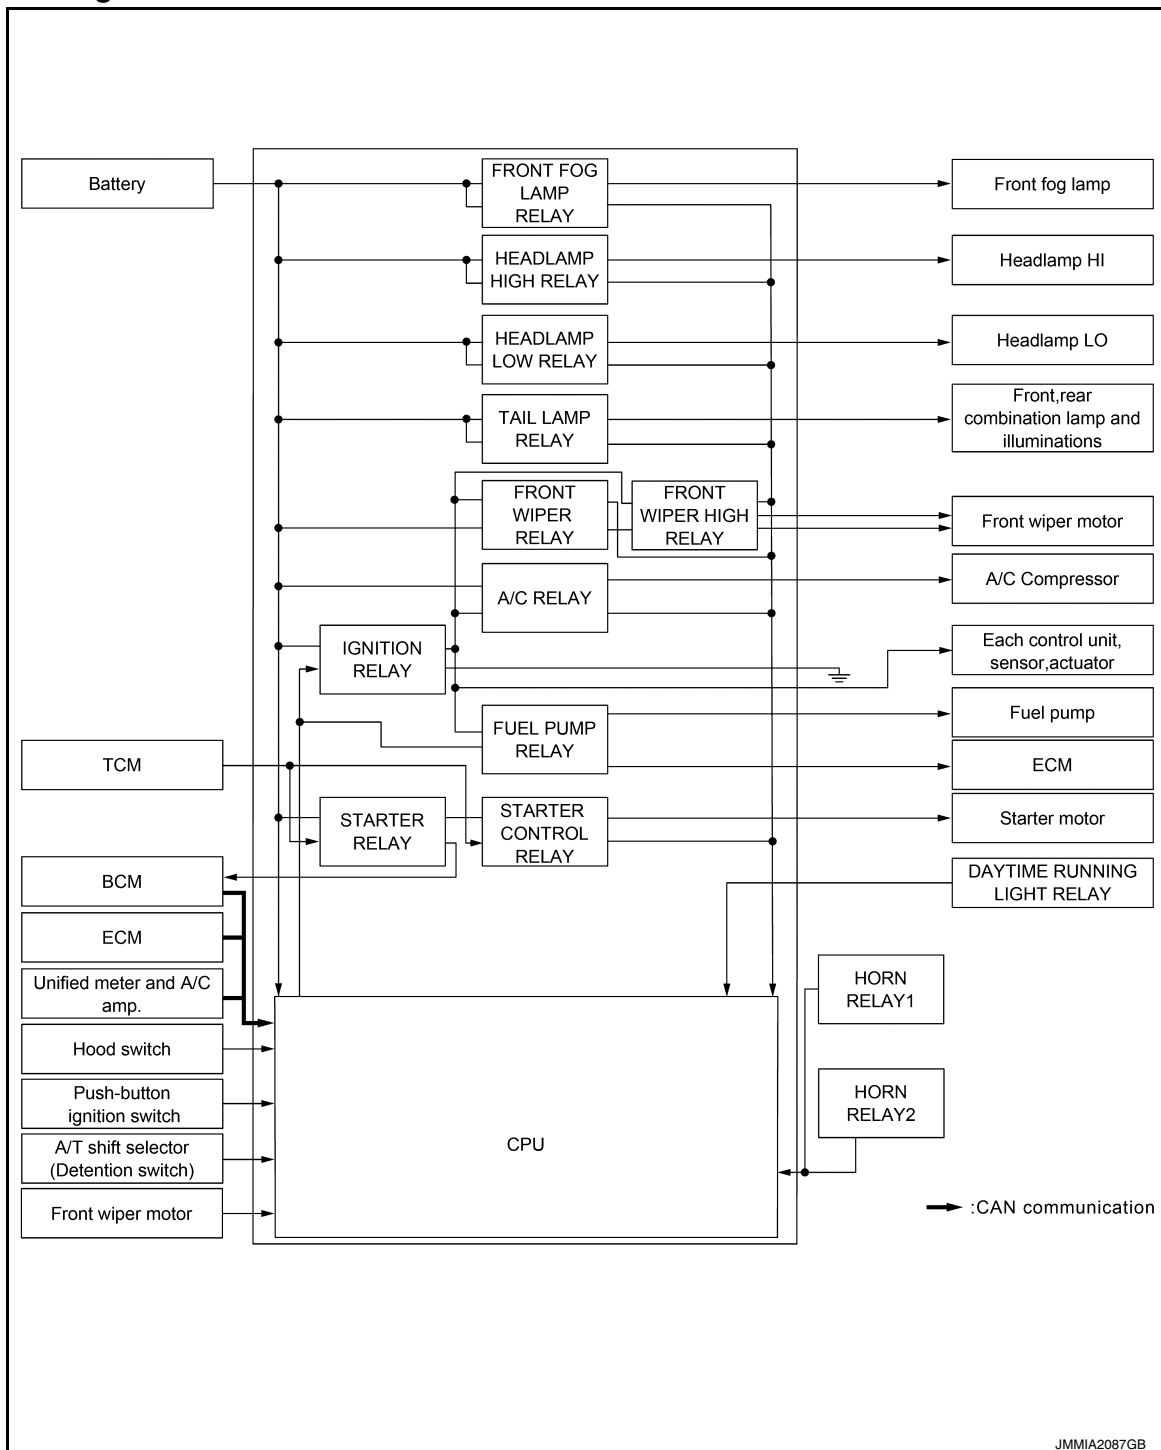 Battery
FRONT FOG
LAMP
RELAY
Front fog lamp
HEADLAMP
HIGH RELAY
Headlamp HI
HEADLAMP
LOW RELAY
Headlamp LO
TAIL LAMP
RELAY
Front,rear
combination lamp and
illuminations
FRONT
WIPER
RELAY
FRONT
WIPER HIGH
RELAY
Front wiper motor
A/C RELAY
A/C Compressor
IGNITION
RELAY
Each control unit,
sensor,actuator
FUEL PUMP
RELAY
Fuel pump
TCM
ECM
STARTER
RELAY
STARTER
CONTROL
RELAY
Starter motor
BCM
DAYTIME RUNNING
LIGHT RELAY
ECM
Unified meter and A/C
amp.
HORN
RELAY1
Hood switch
Push-button
ignition switch
HORN
RELAY2
A/T shift selector
(Detention switch)
CPU
Front wiper motor
:CAN communication
JMMIA2087GB